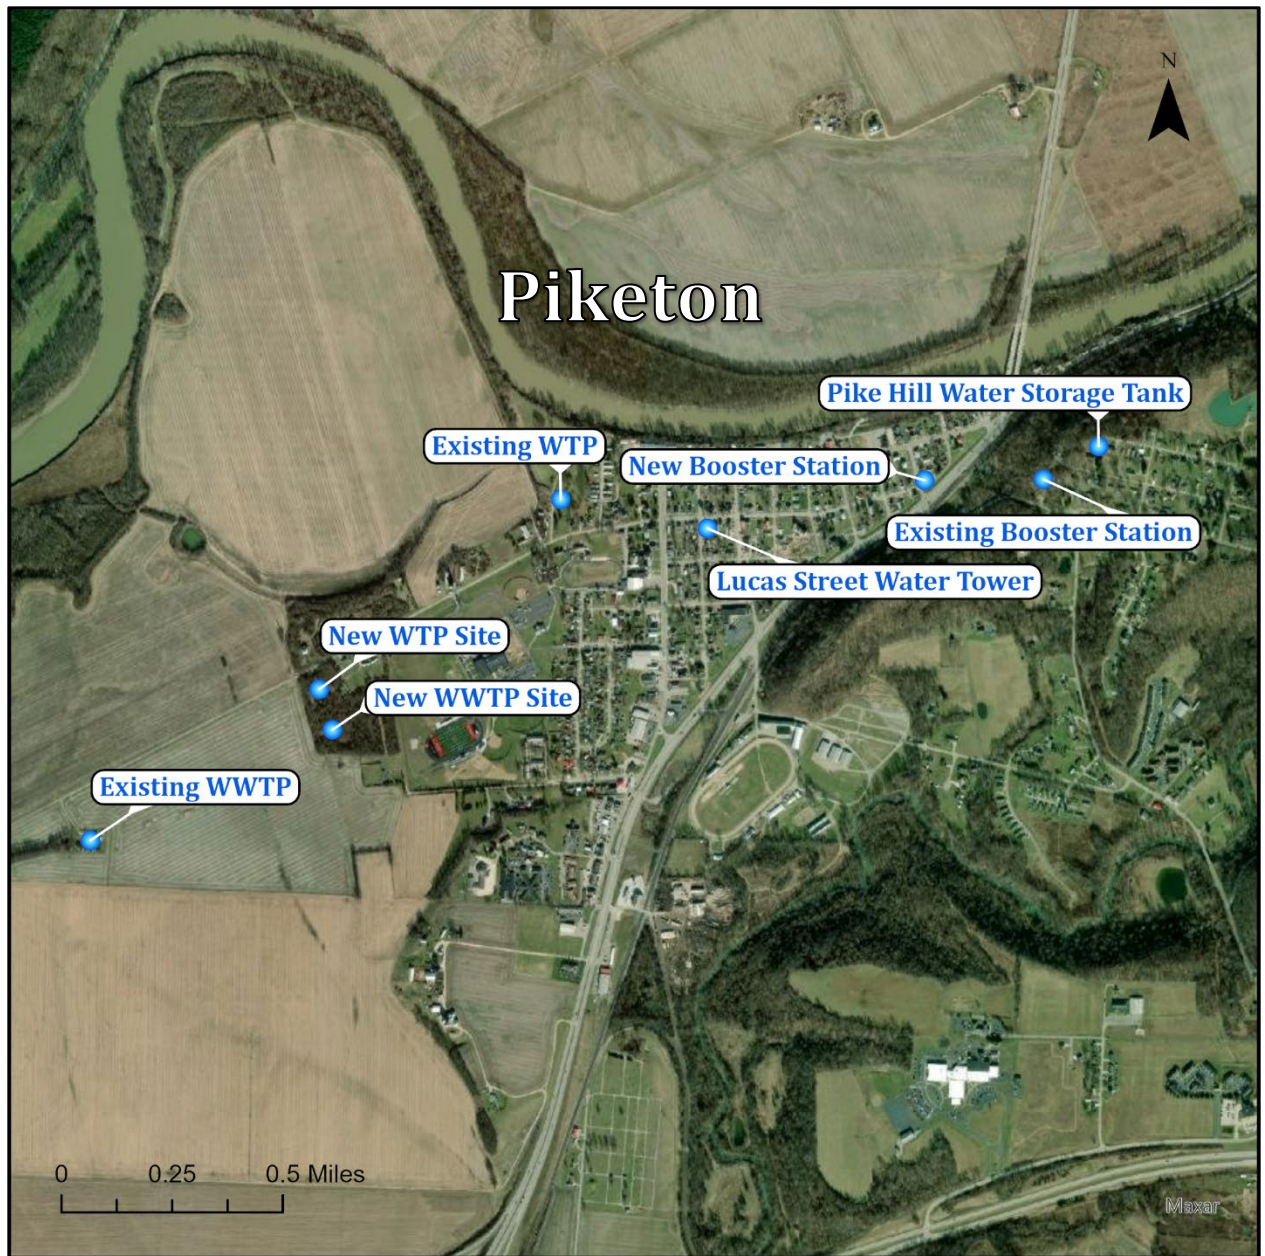 N
Piketon
Pike Hill Water Storage Tank
Existing WTP
New Booster Station
Existing Booster Station
Lucas Street Water Tower
New WTP Site
New WWTP Site
Existing WWTP
0 0.25 0.5 Miles
Maxar